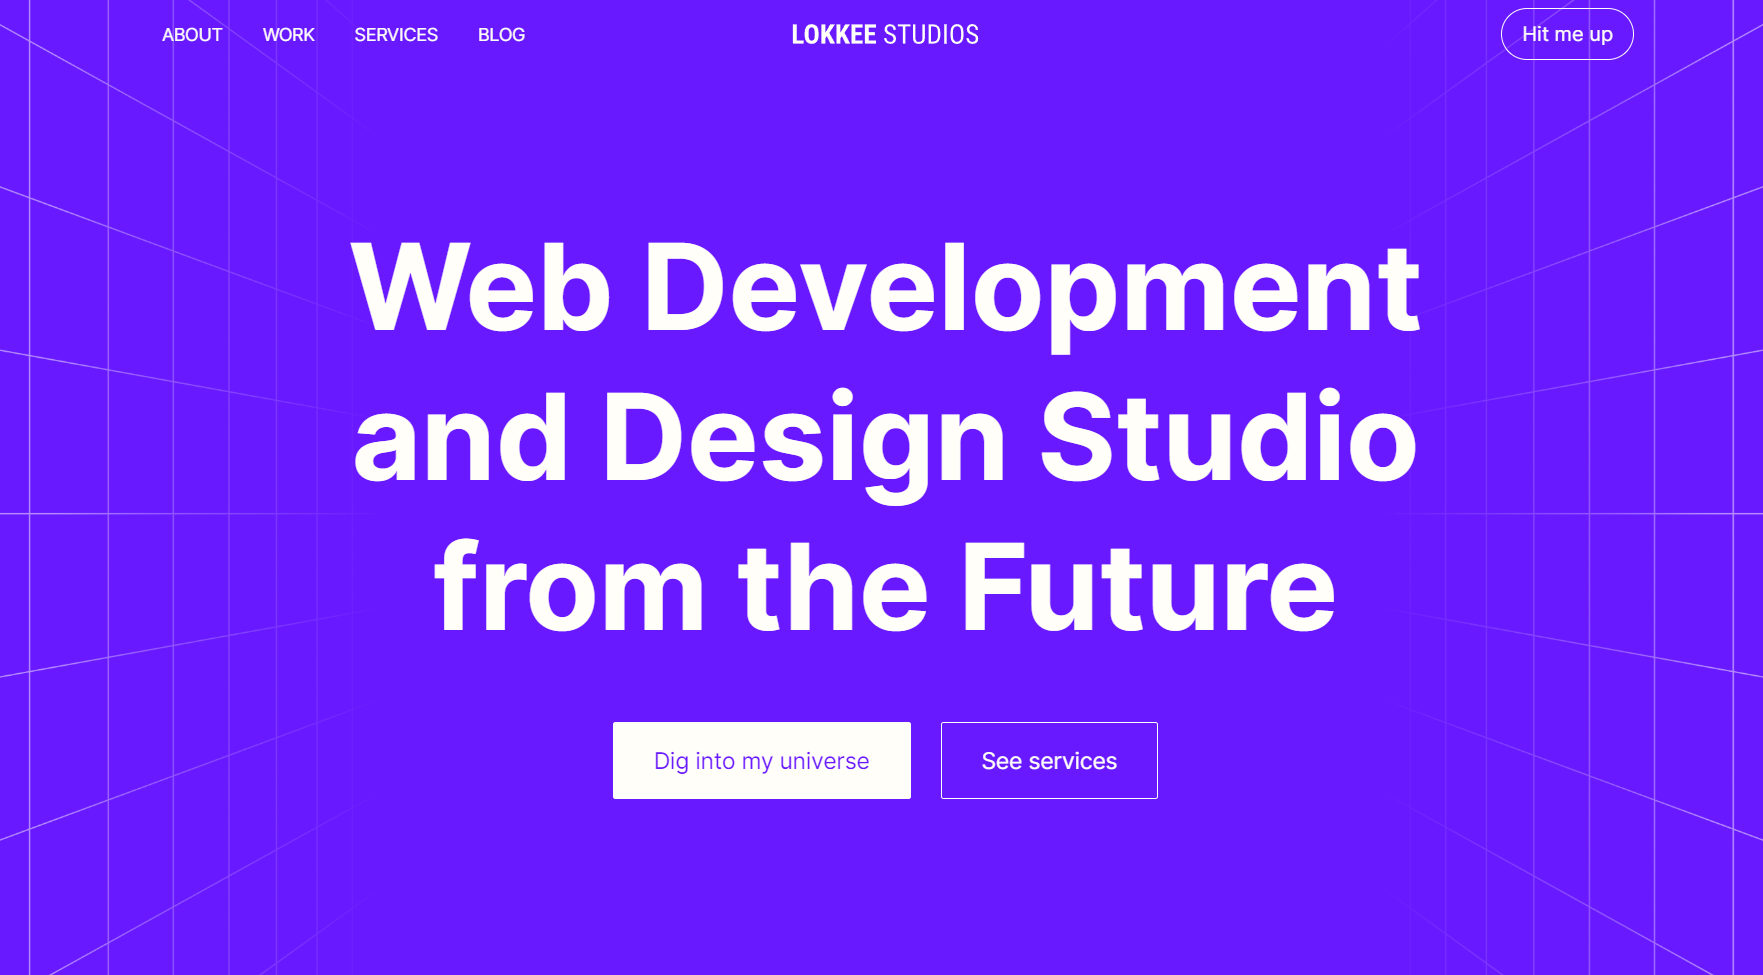 ABOUT WORK SERVICES BLOG LOKKEE STUDIOS Hit me up
Web Development
and Design Studio
from the Future
Dig into my universe See services